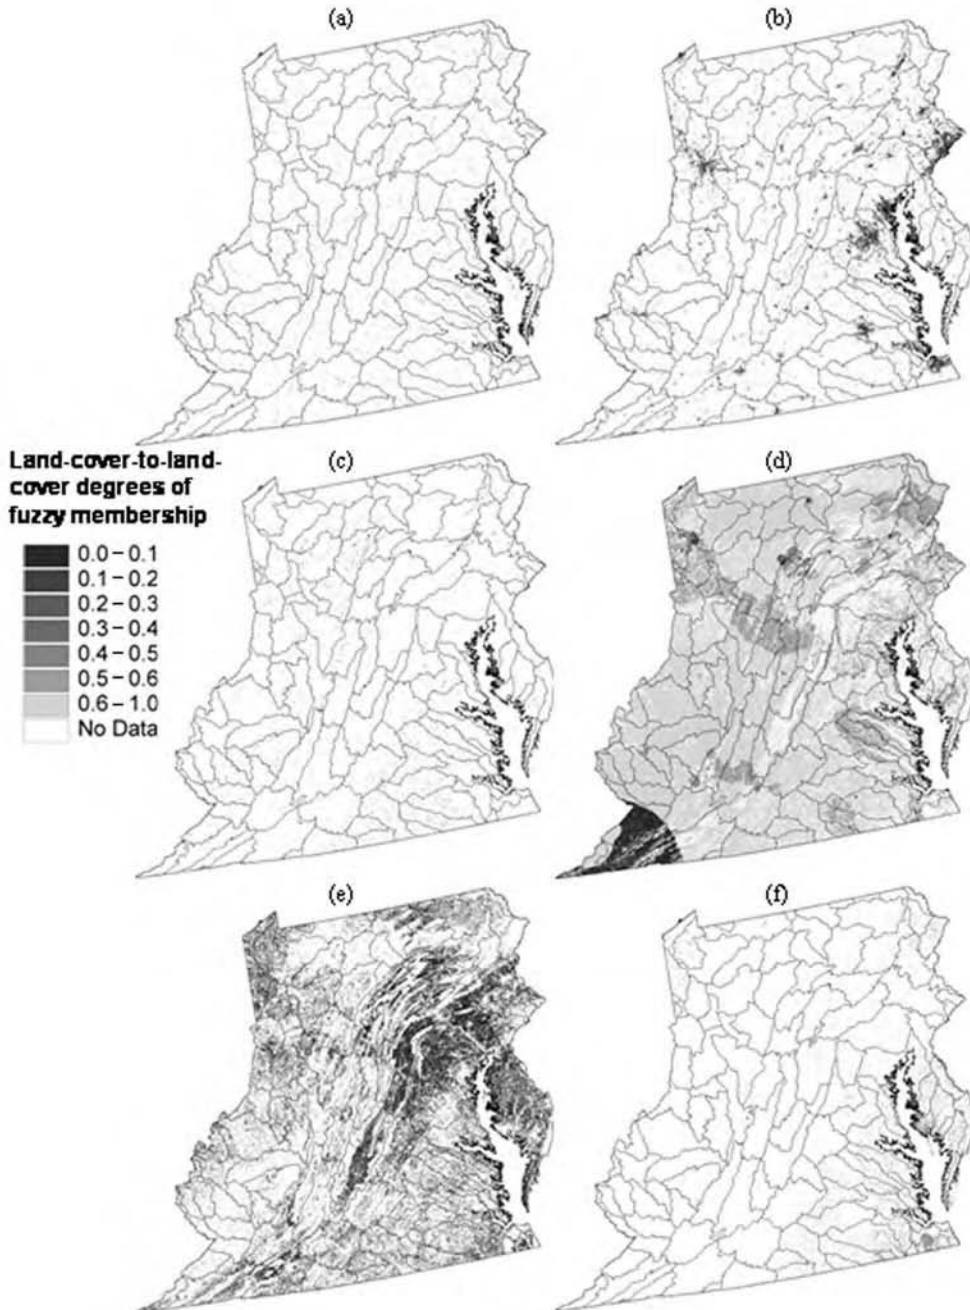 (a)
(b)
(c)
(d)
Land-cover-to-land-
cover degrees of
fuzzy membership
0.0 – 0.1
0.1 – 0.2
0.2 – 0.3
0.3 – 0.4
0.4 – 0.5
0.5 – 0.6
0.6 – 1.0
No Data
(e)
(f)